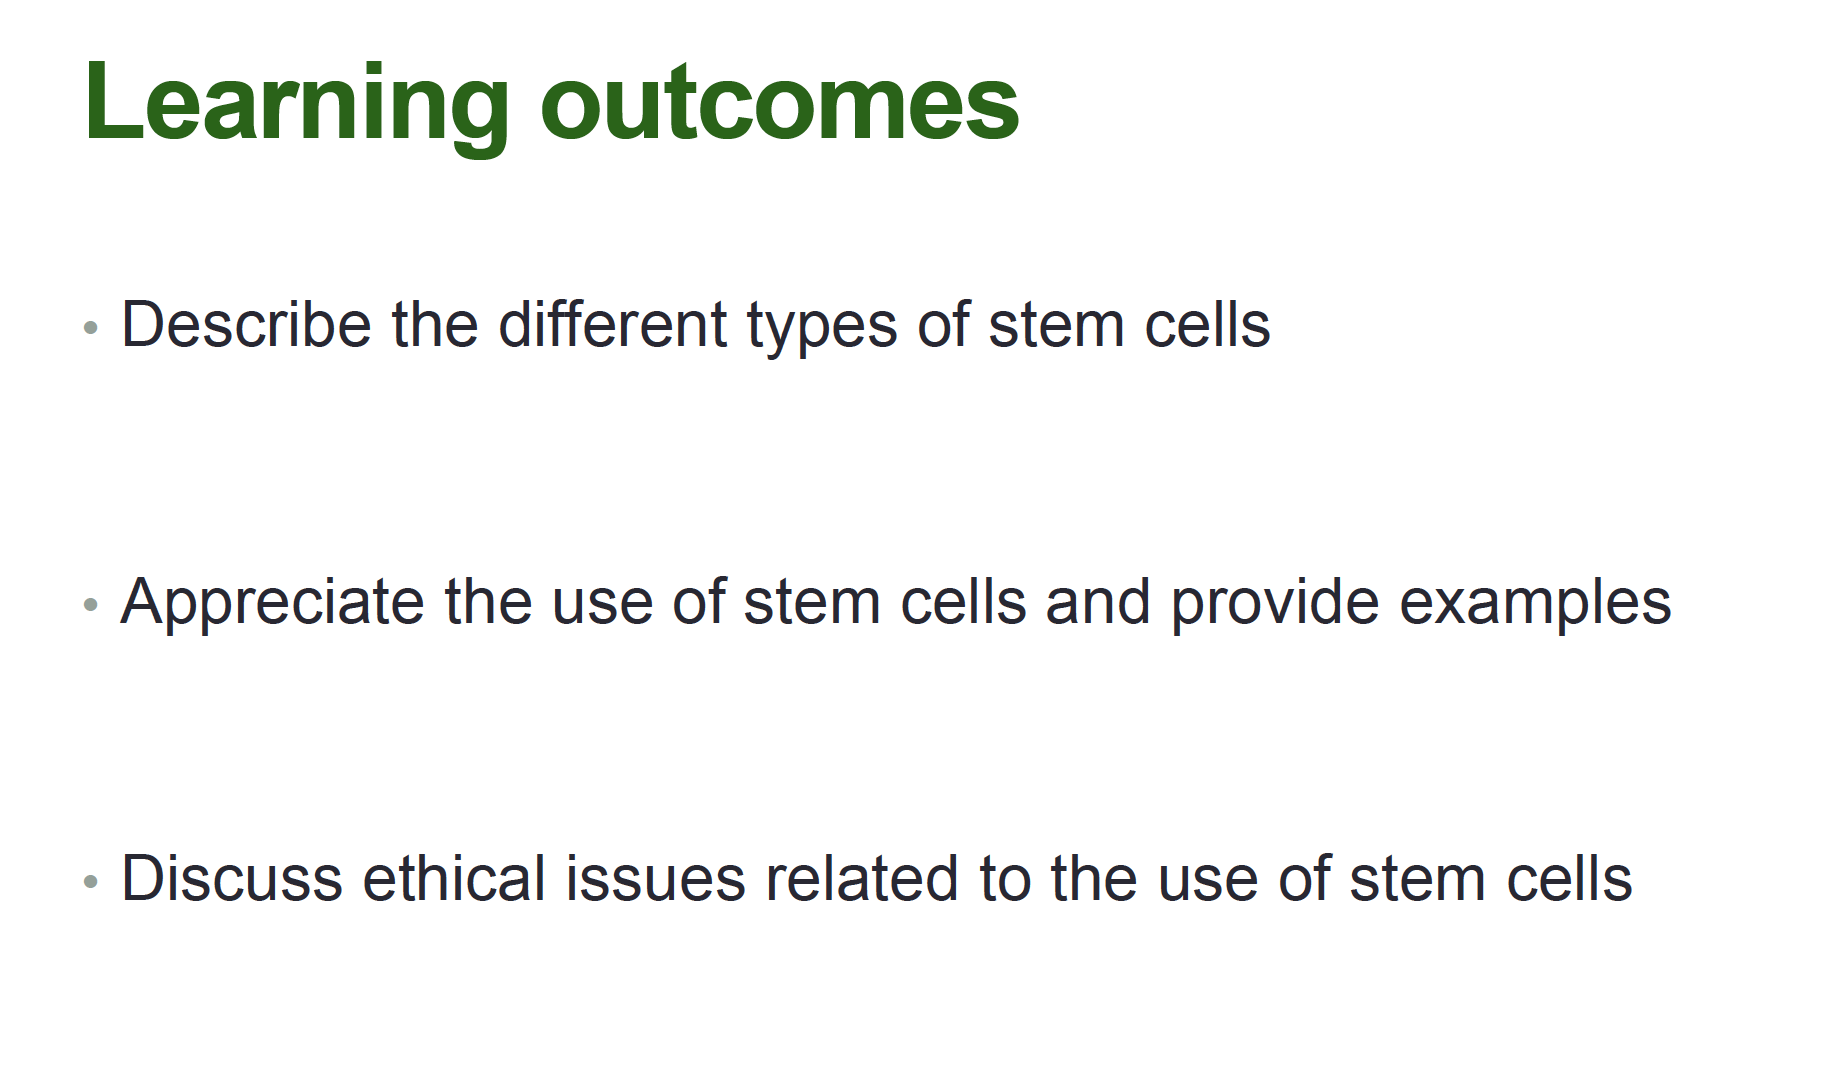 Learning outcomes
• Describe the different types of stem cells
• Appreciate the use of stem cells and provide examples
• Discuss ethical issues related to the use of stem cells